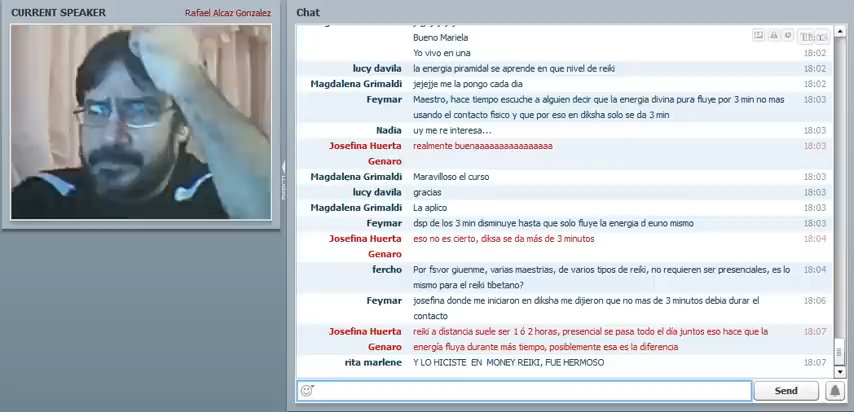 CURRENT SPEAKER
Rafael Alcaz Gonzalez
Chat
Bueno Mariela
Yo vivo en una 18:02
lucy davila la energia piramidal se aprende en que nivel de reiki 18:02
Magdalena Grimaldi jejejje me la pongo cada dia 18:02
Feymar Maestro, hace tiempo escuche a alguien decir que la energia divina pura fluye por 3 min no mas 18:03
usando el contacto fisico y que por eso en diksha solo se da 3 min
Nadia uy me re interesa... 18:03
Josefina Huerta realmente buenaaaaaaaaaaaaaaaa 18:03
Genaro
Magdalena Grimaldi Maravilloso el curso 18:03
lucy davila gracias 18:03
Magdalena Grimaldi La aplico 18:03
Feymar dsp de los 3 min disminuye hasta que solo fluye la energia d euno mismo 18:03
Josefina Huerta eso no es cierto, diksa se da más de 3 minutos 18:04
Genaro
fercho Por fsvor giuenme, varias maestrias, de varios tipos de reiki, no requieren ser presenciales, es lo 18:04
mismo para el reiki tibetano?
Feymar josefina donde me iniciaron en diksha me dijieron que no mas de 3 minutos debia durar el 18:06
contacto
Josefina Huerta reiki a distancia suele ser 1 ó 2 horas, presencial se pasa todo el día juntos eso hace que la 18:07
Genaro energía fluya durante más tiempo, posiblemente esa es la diferencia
rita marlene Y LO HICISTE EN MONEY REIKI, FUE HERMOSO 18:07
Send